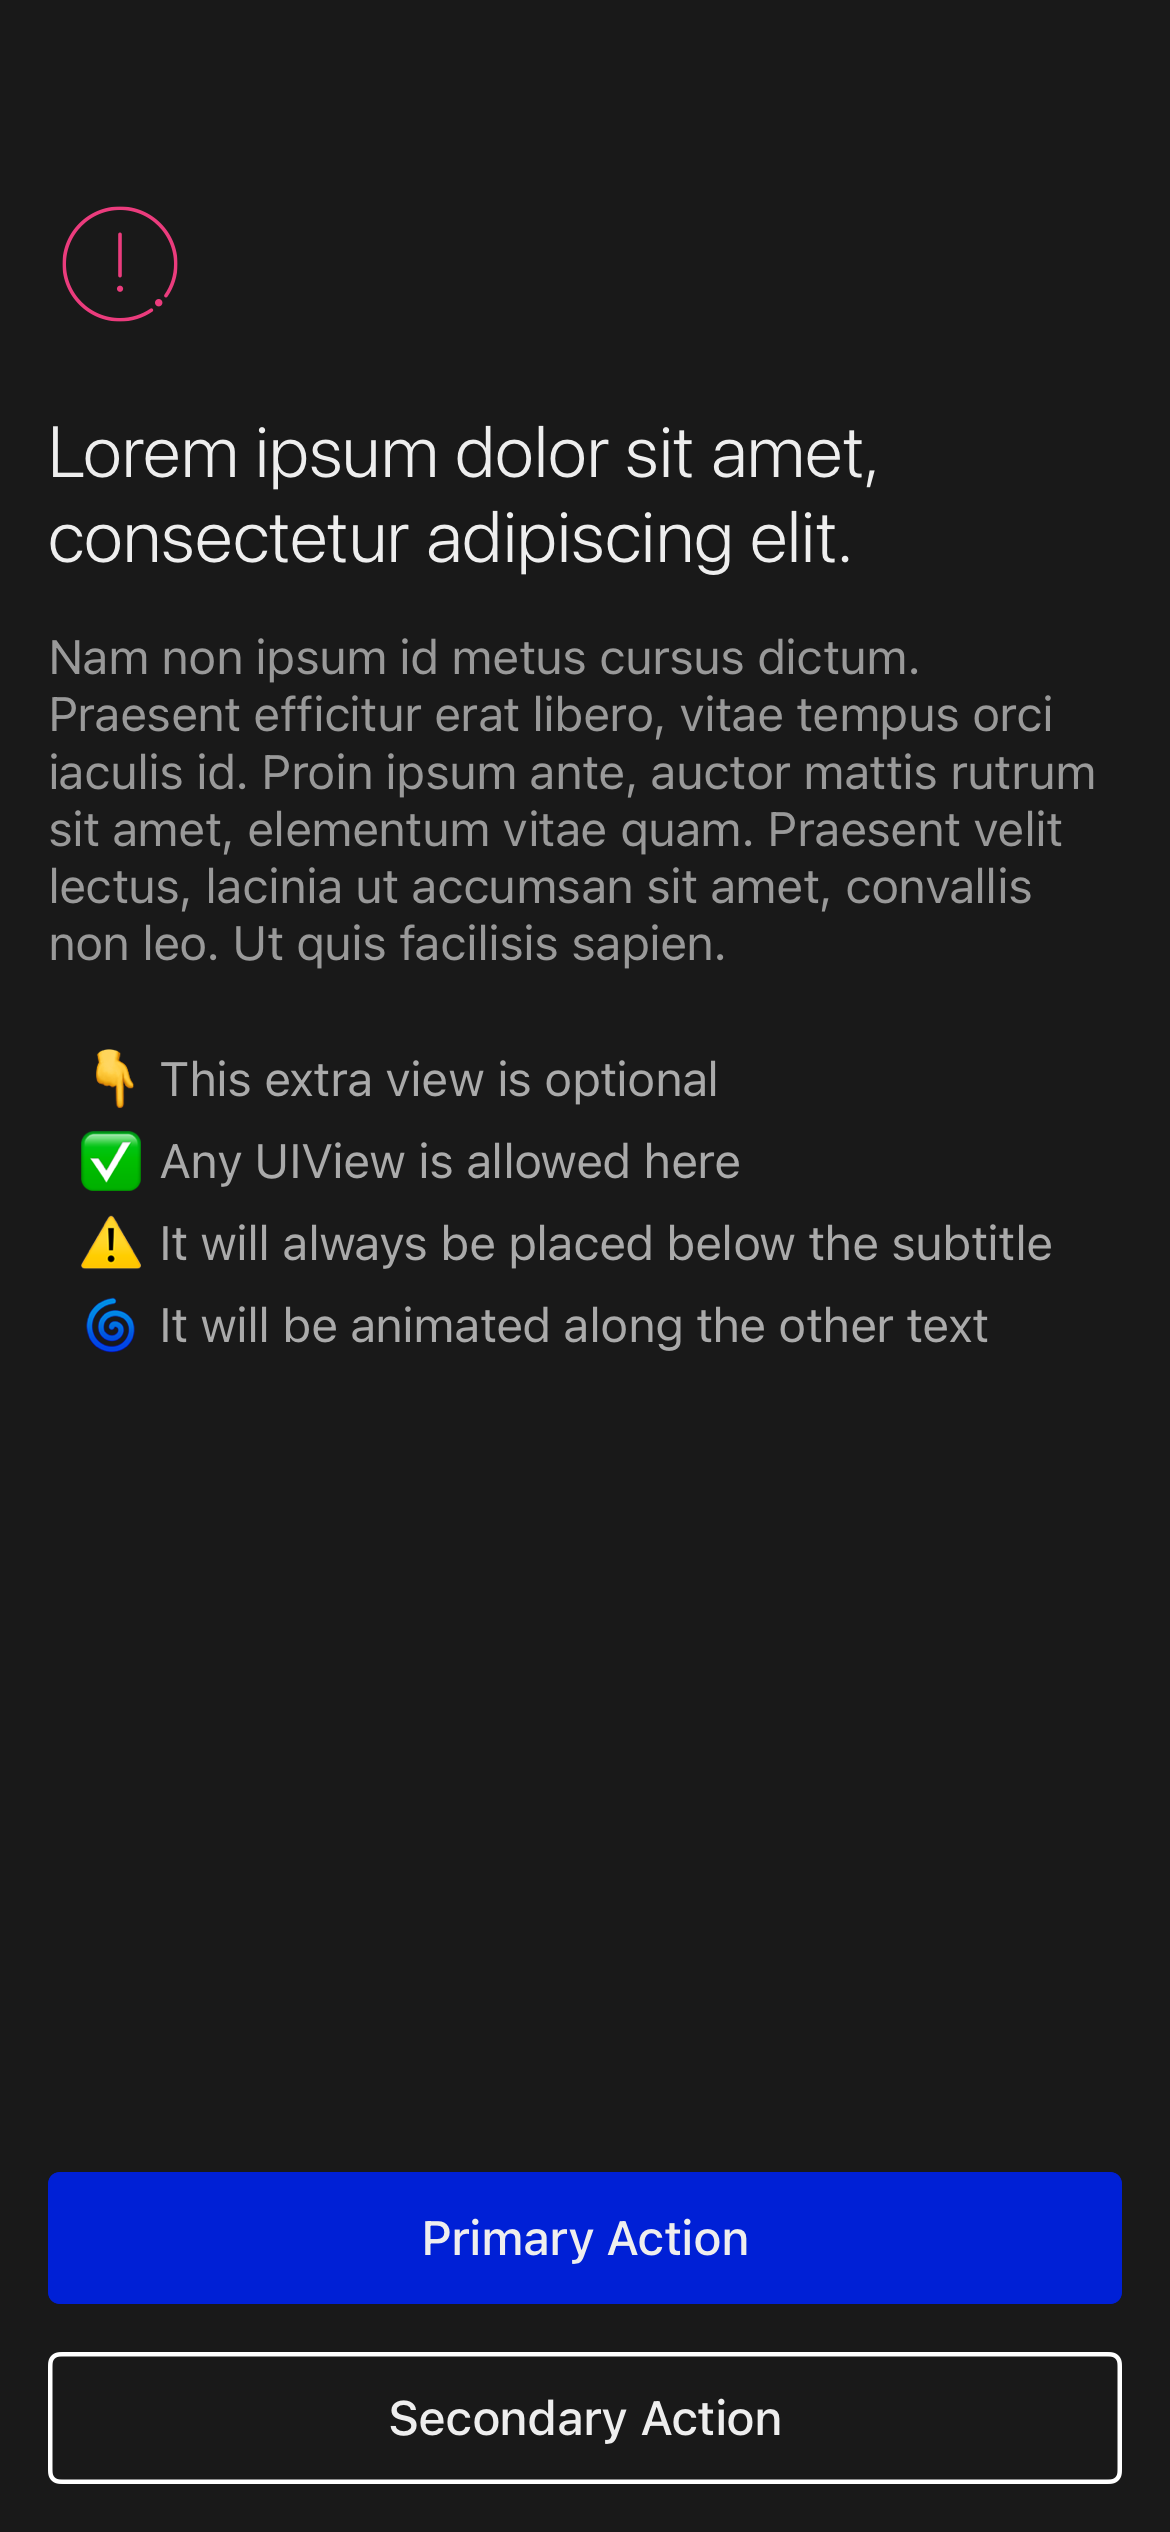 Lorem ipsum dolor sit amet,
consectetur adipiscing elit.
Nam non ipsum id metus cursus dictum.
Praesent efficitur erat libero, vitae tempus orci
iaculis id. Proin ipsum ante, auctor mattis rutrum
sit amet, elementum vitae quam. Praesent velit
lectus, lacinia ut accumsan sit amet, convallis
non leo. Ut quis facilisis sapien.
👇 This extra view is optional
✅ Any UIView is allowed here
⚠️ It will always be placed below the subtitle
🌀 It will be animated along the other text
Primary Action
Secondary Action